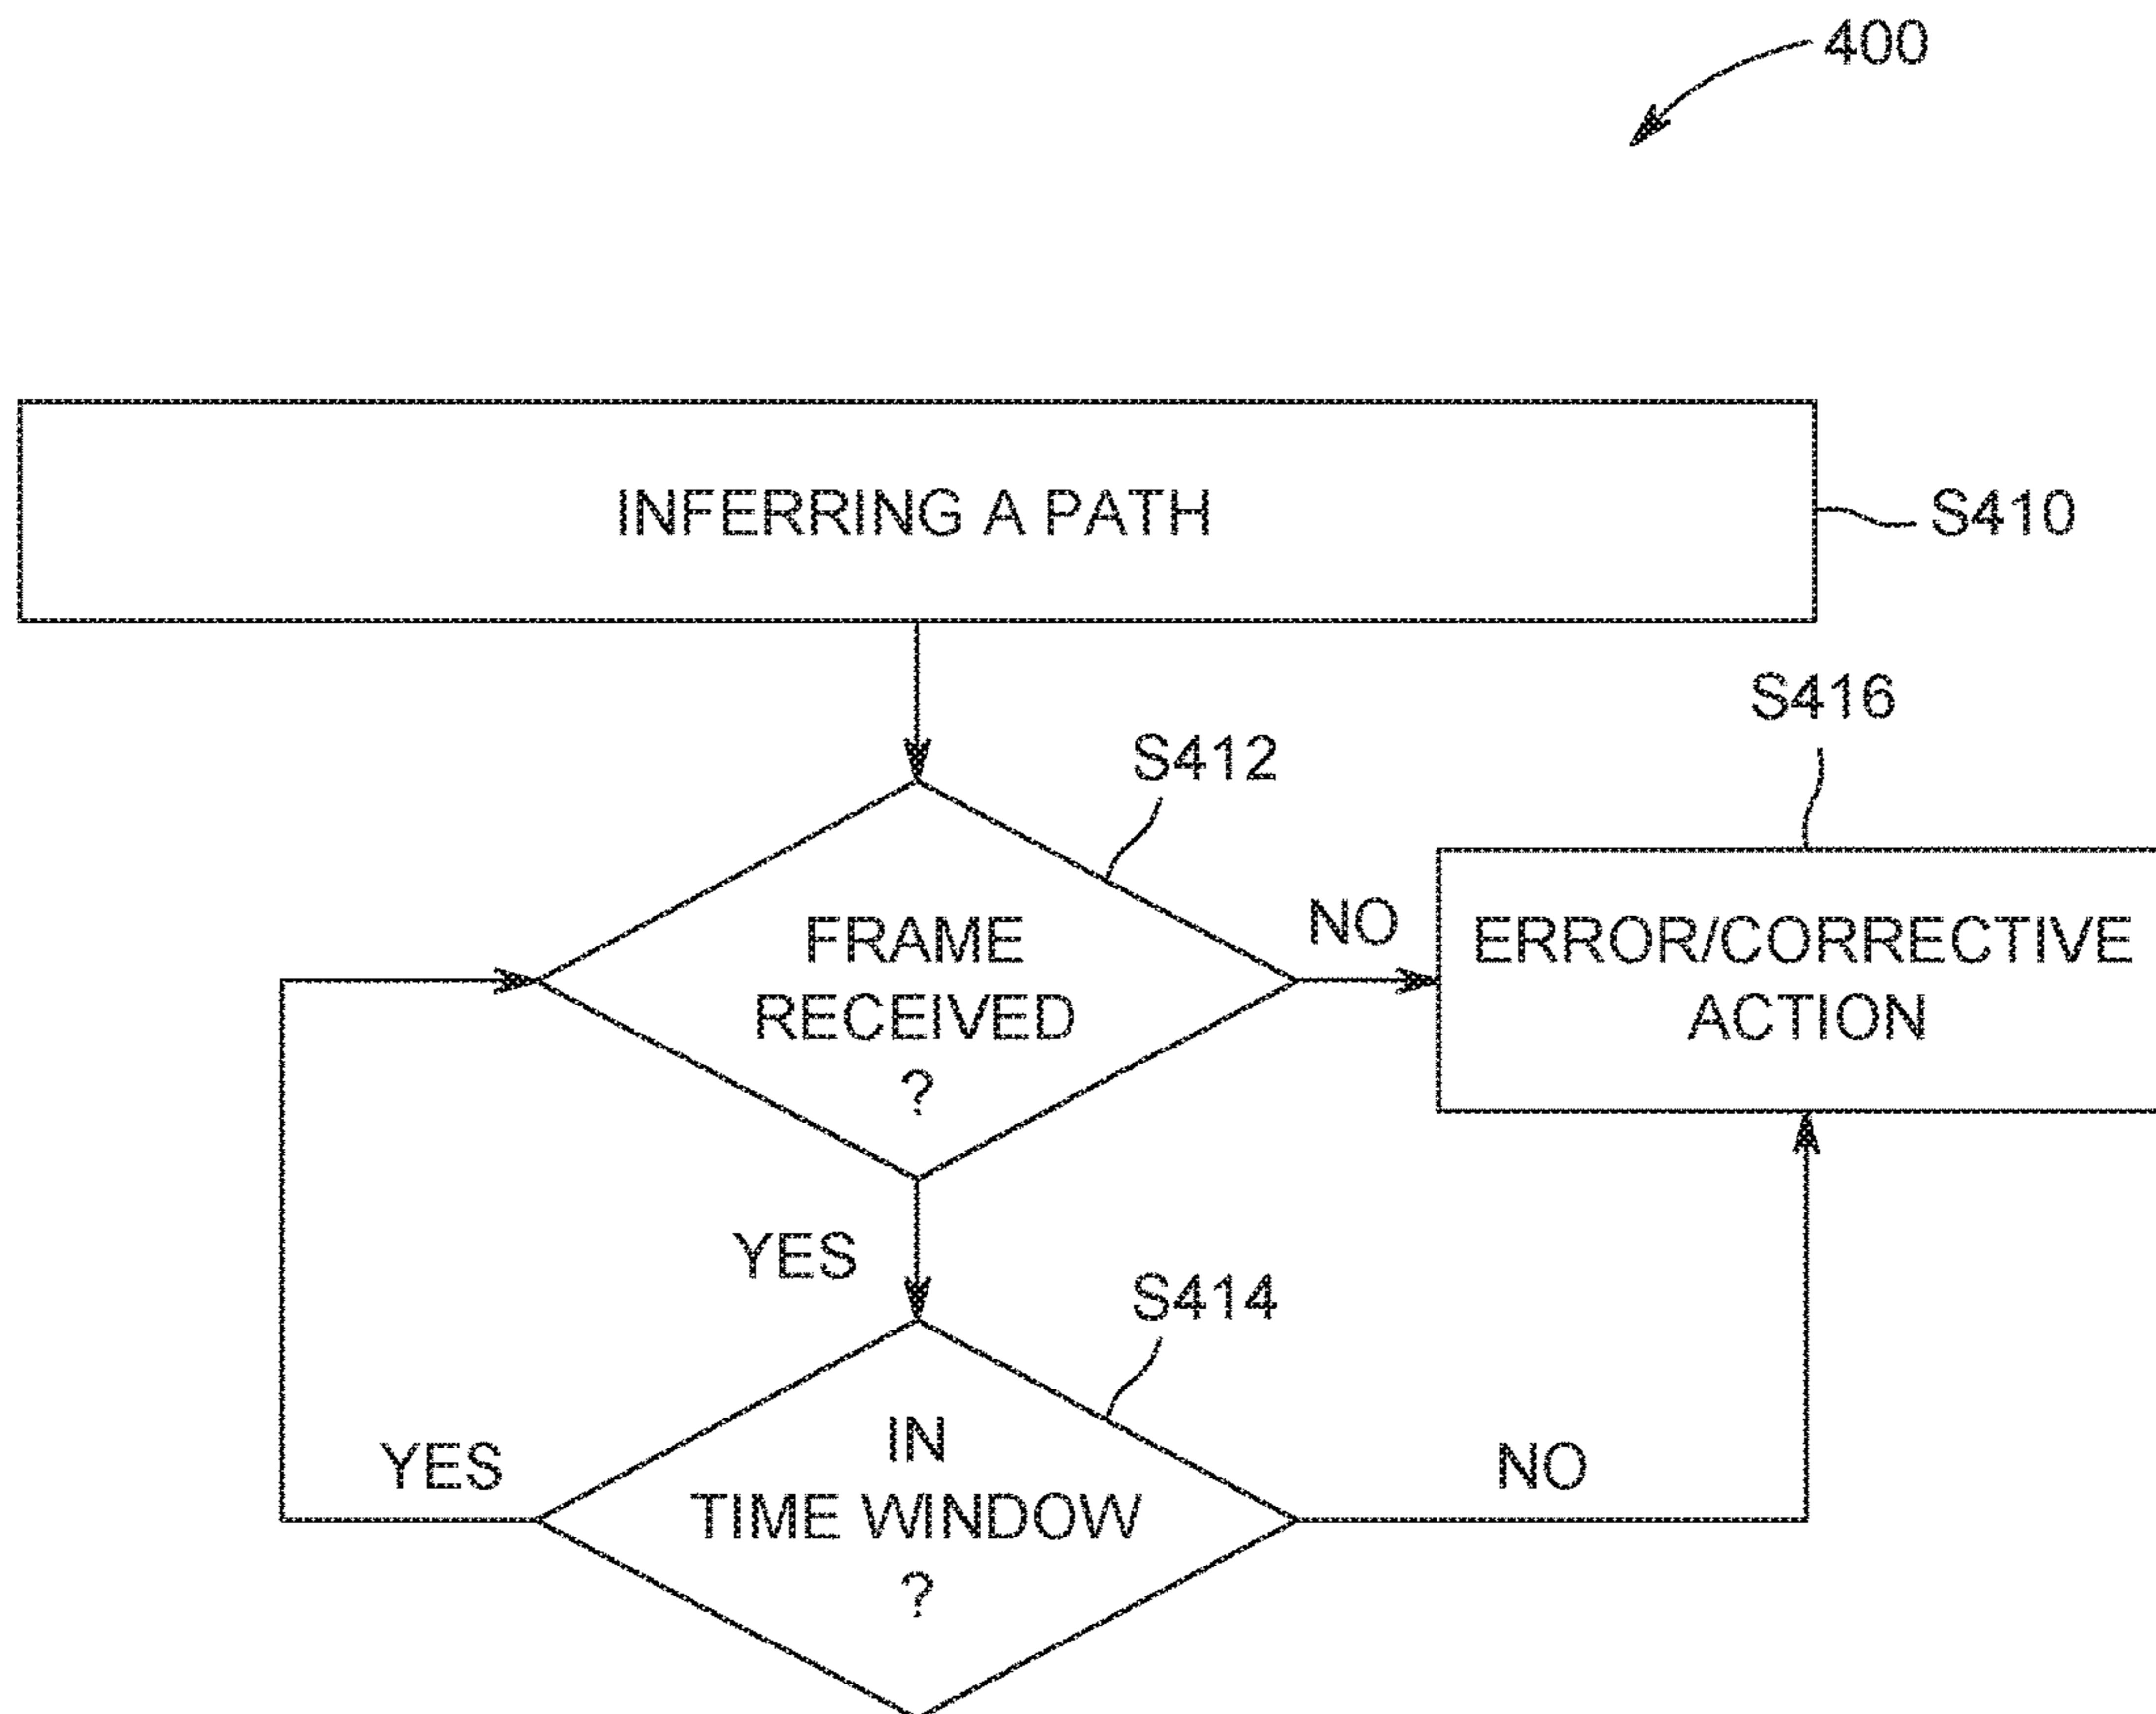 400
INFERRING A PATH
S410
S416
S412
FRAME
RECEIVED
?
NO
ERROR/CORRECTIVE
ACTION
YES
S414
IN
TIME WINDOW
?
YES
NO